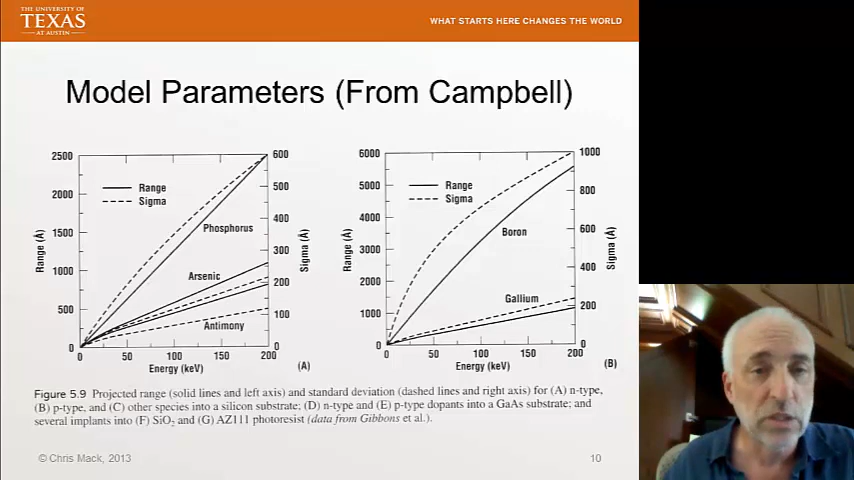 THE UNIVERSITY OF
TEXAS
AT AUSTIN
WHAT STARTS HERE CHANGES THE WORLD
Model Parameters (From Campbell)
2500
2000
1500
1000
500
0
Range (Å)
600
500
400
300
200
100
0
Sigma (Å)
Range
Sigma
Phosphorus
Arsenic
Antimony
0 50 100 150 200
Energy (keV)
(A)
6000
5000
4000
3000
2000
1000
0
Range (Å)
1000
800
600
400
200
0
Sigma (Å)
Range
Sigma
Boron
Gallium
0 50 100 150 200
Energy (keV)
(B)
Figure 5.9 Projected range (solid lines and left axis) and standard deviation (dashed lines and right axis) for (A) n-type,
(B) p-type, and (C) other species into a silicon substrate; (D) n-type and (E) p-type dopants into a GaAs substrate; and
several implants into (F) SiO₂ and (G) AZ111 photoresist (data from Gibbons et al.).
© Chris Mack, 2013
10